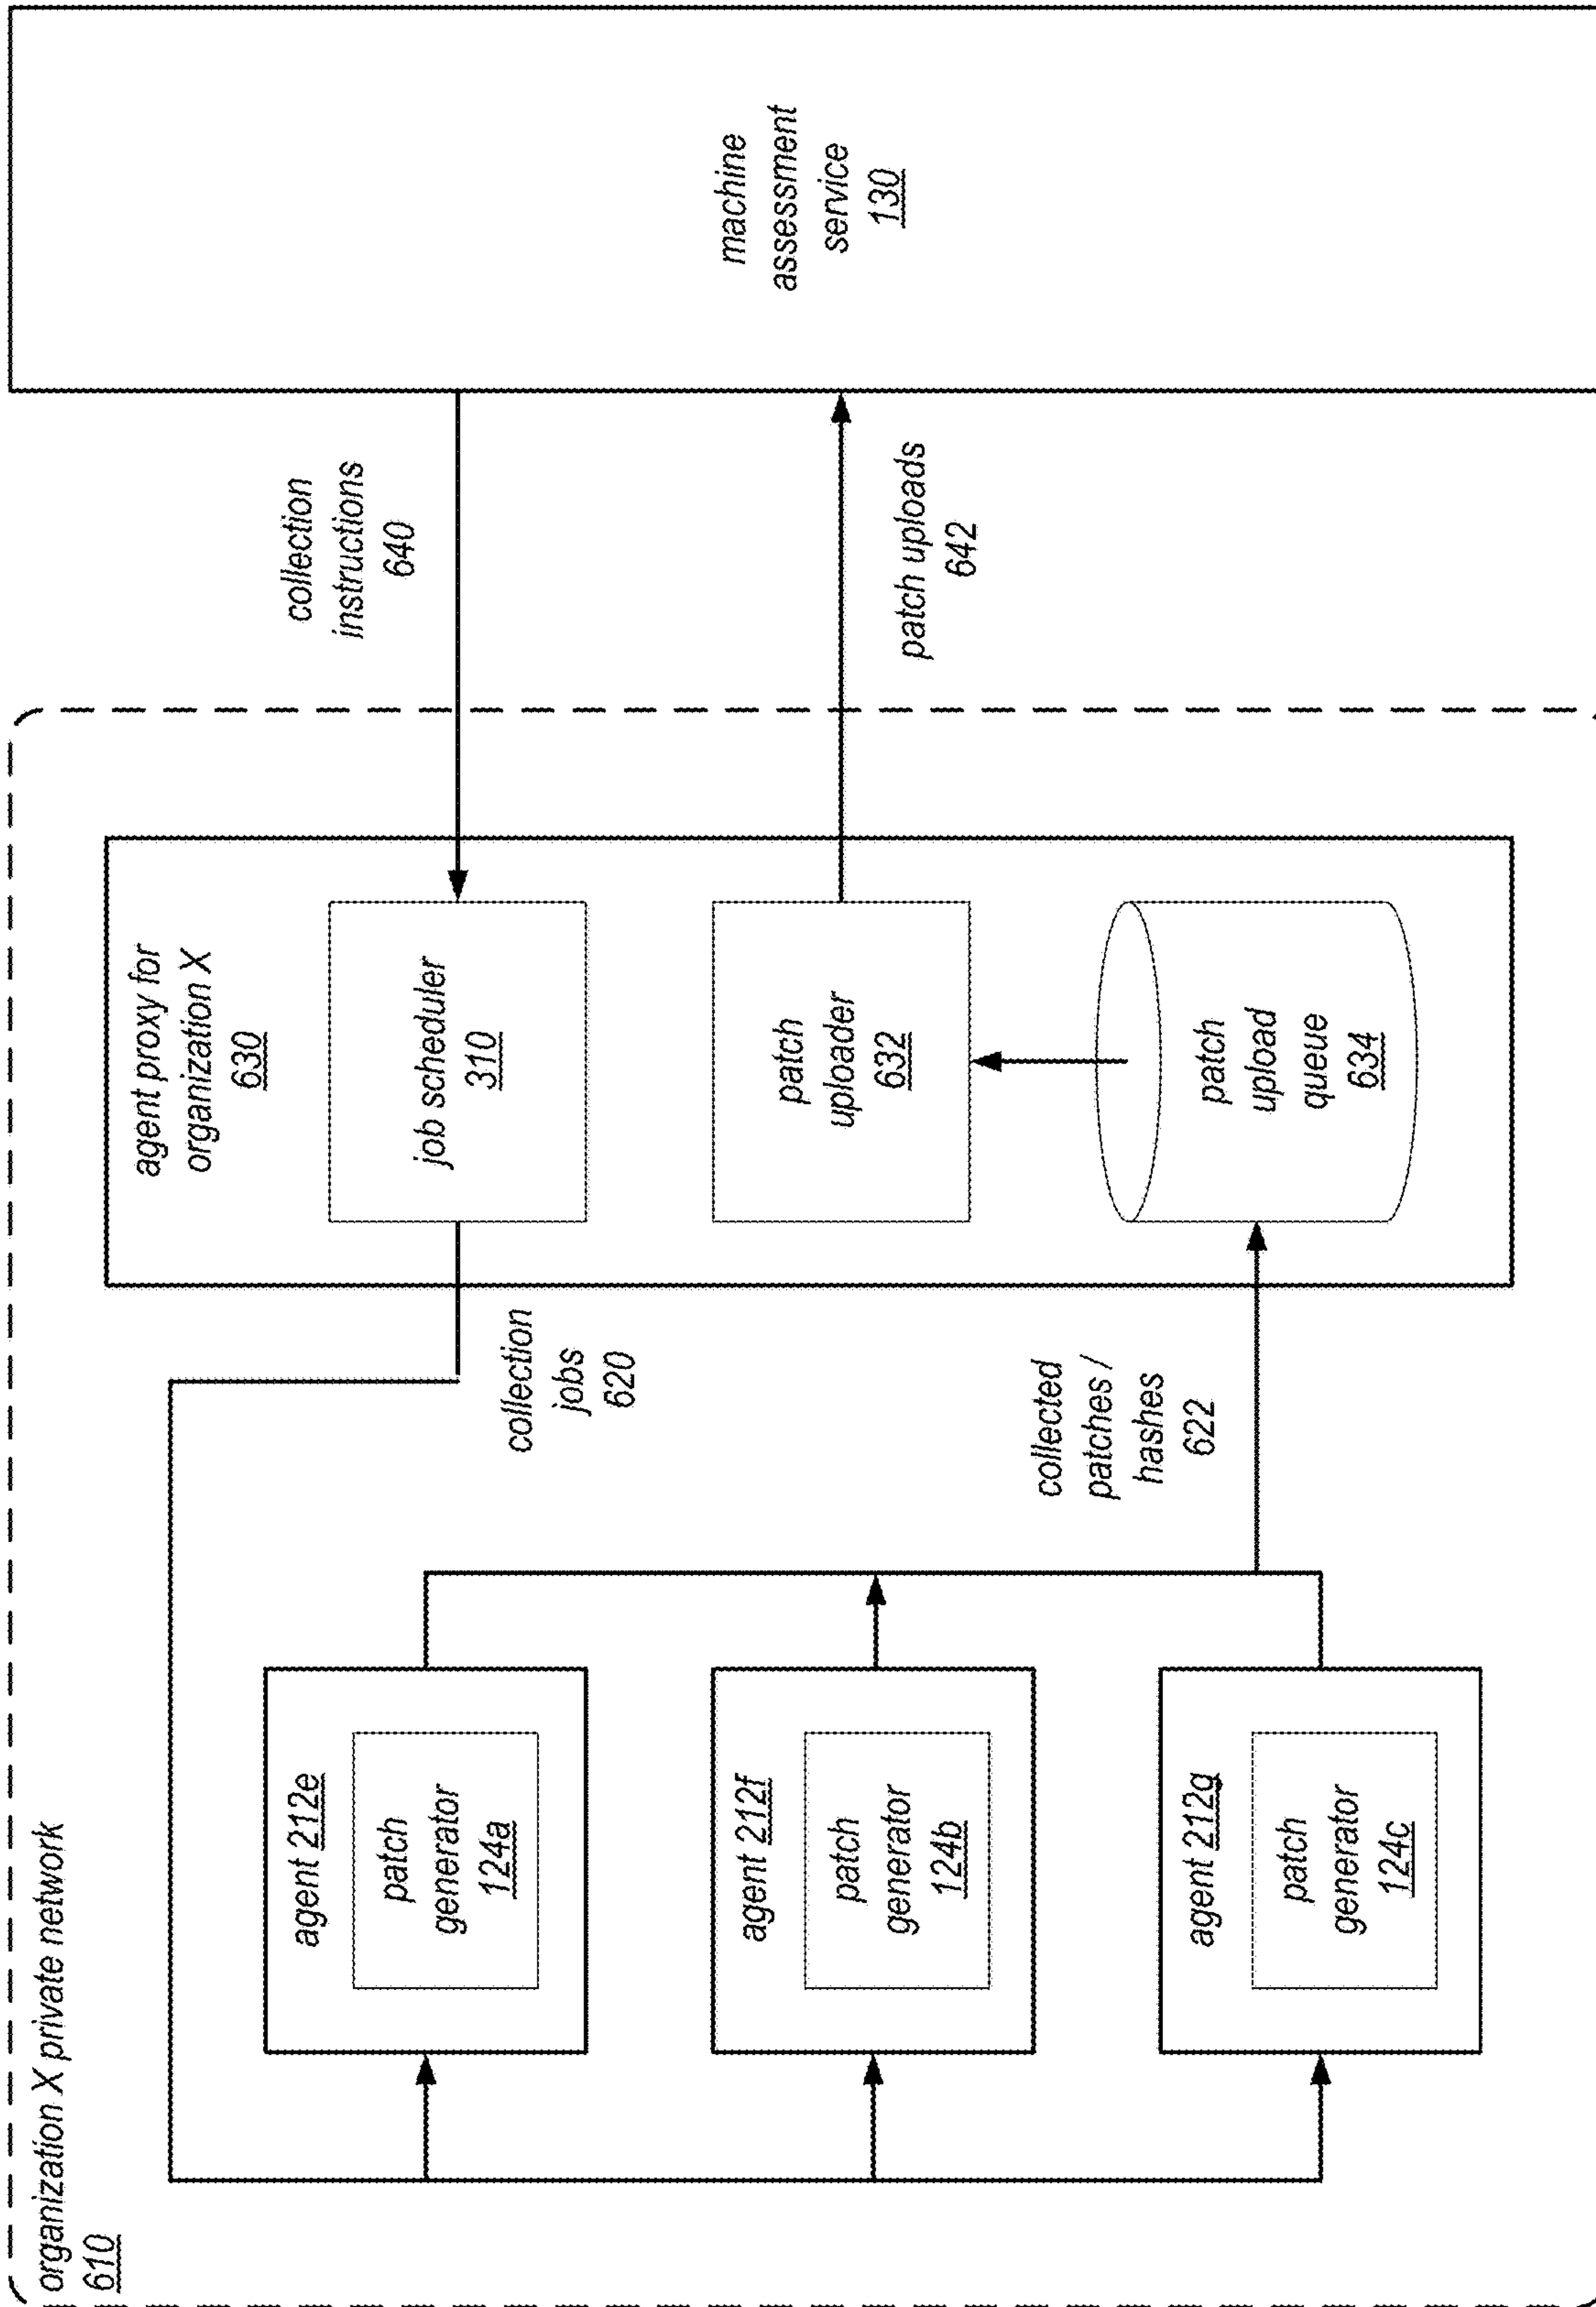 organization X private network
610
agent 212e
patch
generator
124a
agent 212f
patch
generator
124b
agent 212g
patch
generator
124c
collection
jobs
620
collected
patches /
hashes
622
agent proxy for
organization X
630
job scheduler
310
patch
uploader
632
patch
upload
queue
634
collection
instructions
640
patch uploads
642
machine
assessment
service
130